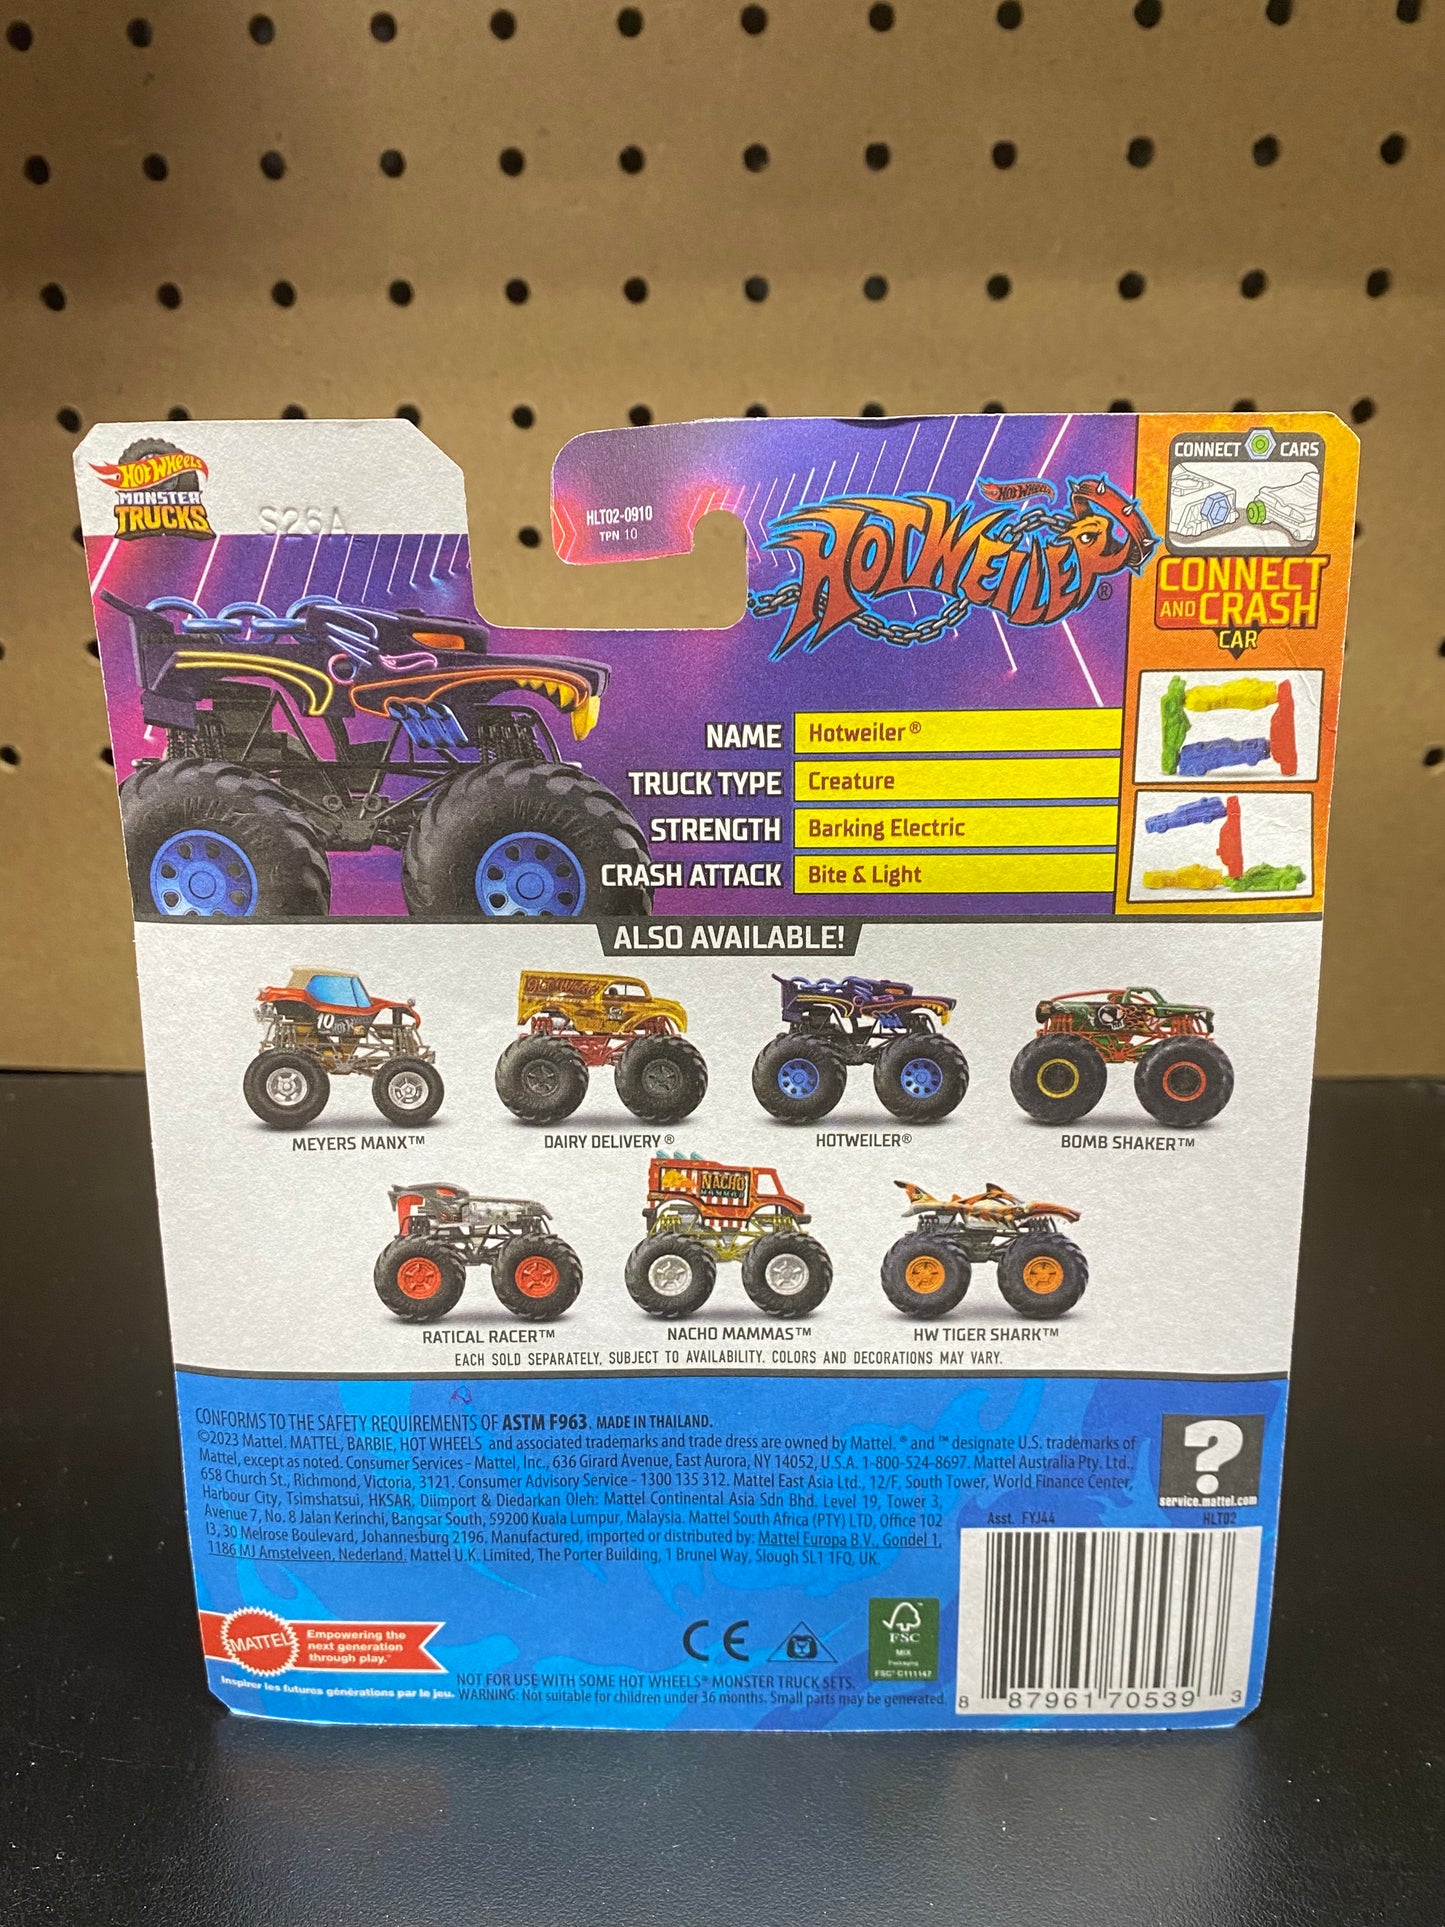 HOT WHEELS
MONSTER
TRUCKS
S26A
HLT02-0910
TPN 10
HOT WHEELS
HOTWEILER®
CONNECT CARS
CONNECT
AND CRASH
CAR
NAME Hotweiler®
TRUCK TYPE Creature
STRENGTH Barking Electric
CRASH ATTACK Bite & Light
ALSO AVAILABLE!
10
MEYERS MANX™
DAIRY DELIVERY®
HOTWEILER®
BOMB SHAKER™
NACHO
MAMMAS
RATICAL RACER™
NACHO MAMMAS™
HW TIGER SHARK™
EACH SOLD SEPARATELY, SUBJECT TO AVAILABILITY. COLORS AND DECORATIONS MAY VARY.
CONFORMS TO THE SAFETY REQUIREMENTS OF ASTM F963. MADE IN THAILAND.
©2023 Mattel. MATTEL, BARBIE, HOT WHEELS and associated trademarks and trade dress are owned by Mattel. ® and ™ designate U.S. trademarks of
Mattel, except as noted. Consumer Services - Mattel, Inc., 636 Girard Avenue, East Aurora, NY 14052, U.S.A. 1-800-524-8697. Mattel Australia Pty. Ltd.,
658 Church St., Richmond, Victoria, 3121. Consumer Advisory Service - 1300 135 312. Mattel East Asia Ltd., 12/F, South Tower, World Finance Center,
Harbour City, Tsimshatsui, HKSAR. Diimport & Diedarkan Oleh: Mattel Continental Asia Sdn Bhd. Level 19, Tower 3,
Avenue 7, No. 8 Jalan Kerinchi, Bangsar South, 59200 Kuala Lumpur, Malaysia. Mattel South Africa (PTY) LTD, Office 102
I3, 30 Melrose Boulevard, Johannesburg 2196. Manufactured, imported or distributed by: Mattel Europa B.V., Gondel 1,
1186 MJ Amstelveen, Nederland. Mattel U.K. Limited, The Porter Building, 1 Brunel Way, Slough SL1 1FQ, UK.
?
service.mattel.com
Asst. FYJ44 HLT02
MATTEL
Empowering the
next generation
through play.™
Inspirer les futures générations par le jeu.
CE
FSC
MIX
Packaging
FSC® C111147
NOT FOR USE WITH SOME HOT WHEELS® MONSTER TRUCK SETS.
WARNING: Not suitable for children under 36 months. Small parts may be generated.
8 87961 70539 3